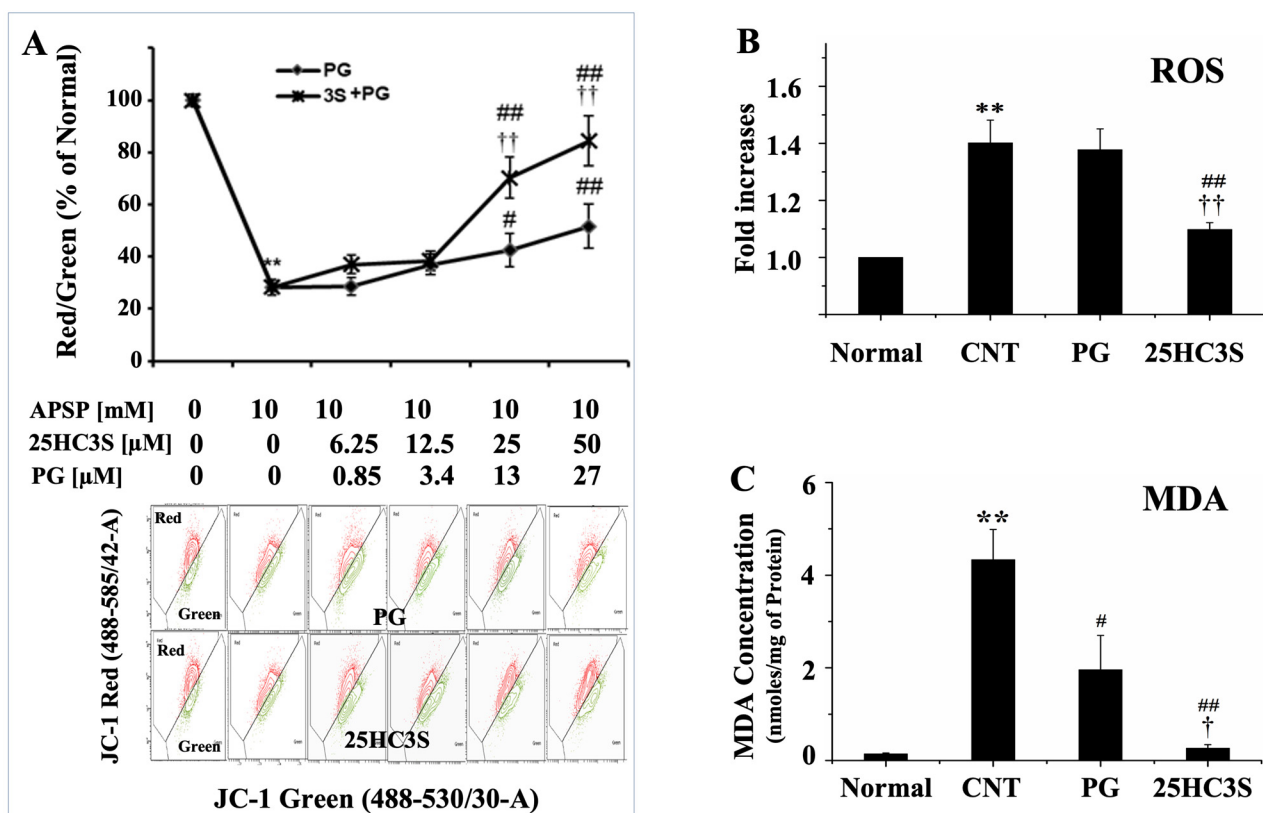 A
Red/Green (% of Normal)
100
80
60
40
20
0
PG
3S +PG
**
##
††
#
##
††
##
APSP [mM] 0 10 10 10 10 10
25HC3S [µM] 0 0 6.25 12.5 25 50
PG [µM] 0 0 0.85 3.4 13 27
JC-1 Red (488-585/42-A)
Red
Green
PG
Red
Green
25HC3S
JC-1 Green (488-530/30-A)
B
ROS
Fold increases
1.6
1.4
1.2
1.0
**
##
††
Normal CNT PG 25HC3S
C
MDA
MDA Concentration
(nmoles/mg of Protein)
6
4
2
0
**
#
##
†
Normal CNT PG 25HC3S